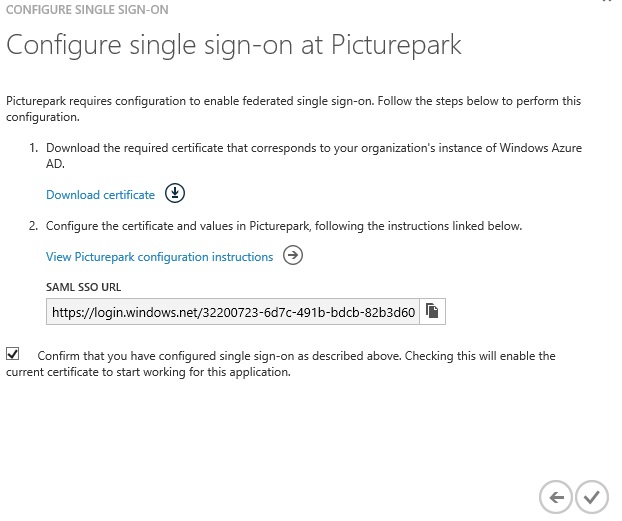 CONFIGURE SINGLE SIGN-ON
Configure single sign-on at Picturepark
Picturepark requires configuration to enable federated single sign-on. Follow the steps below to perform this
configuration.
1. Download the required certificate that corresponds to your organization's instance of Windows Azure
AD.
Download certificate
2. Configure the certificate and values in Picturepark, following the instructions linked below.
View Picturepark configuration instructions
SAML SSO URL
https://login.windows.net/32200723-6d7c-491b-bdcb-82b3d60
Confirm that you have configured single sign-on as described above. Checking this will enable the
current certificate to start working for this application.